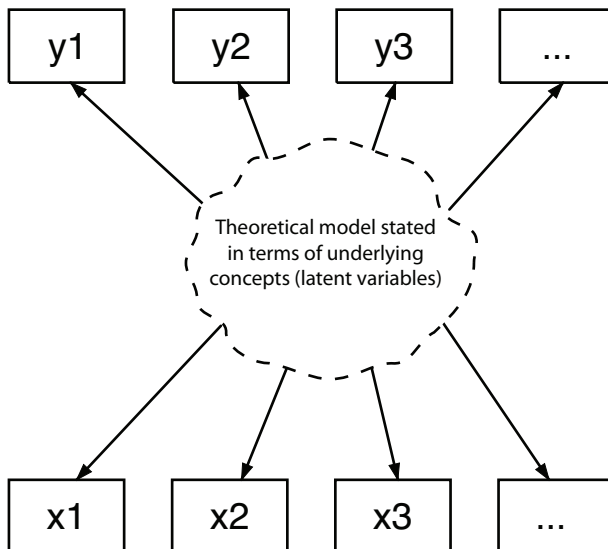 y1 y2 y3 ...
Theoretical model stated
in terms of underlying
concepts (latent variables)
x1 x2 x3 ...